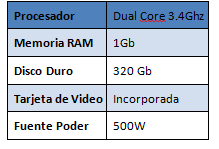 Procesador Dual Core 3.4Ghz
Memoria RAM 1Gb
Disco Duro 320 Gb
Tarjeta de Video Incorporada
Fuente Poder 500W